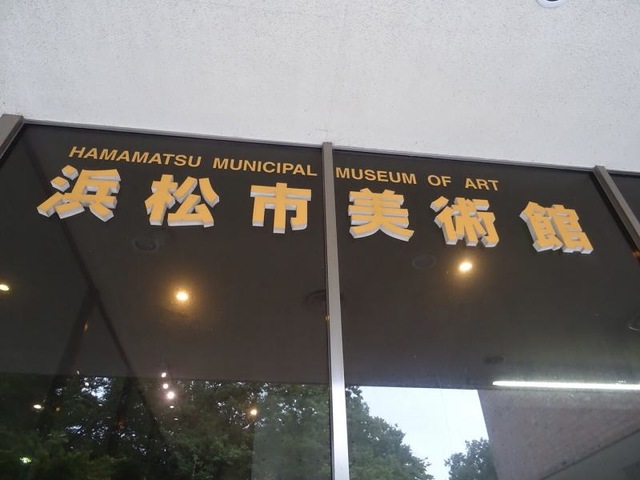 HAMAMATSU MUNICIPAL MUSEUM OF ART
浜松市美術館